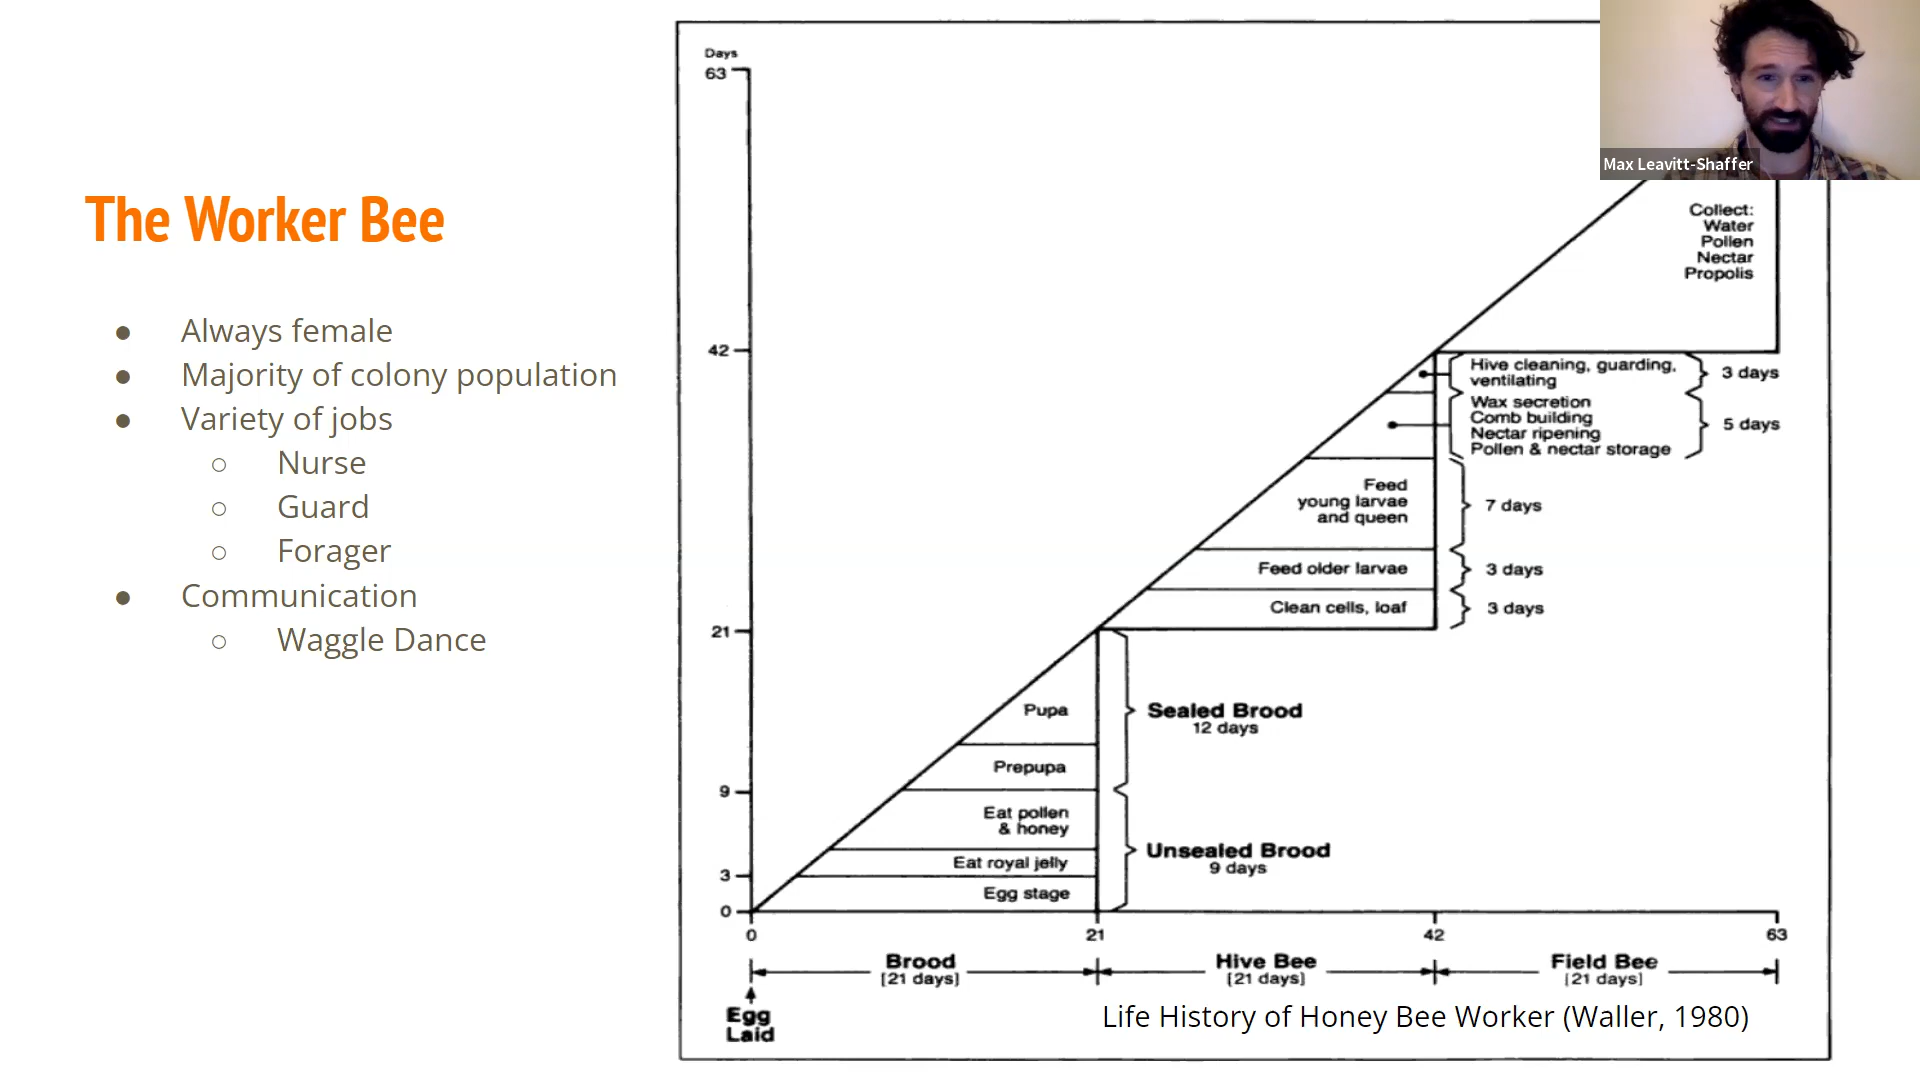 The Worker Bee
● Always female
● Majority of colony population
● Variety of jobs
○ Nurse
○ Guard
○ Forager
● Communication
○ Waggle Dance
Days
63
42
21
9
3
0
Max Leavitt-Shaffer
Collect:
Water
Pollen
Nectar
Propolis
Hive cleaning, guarding,
ventilating
3 days
Wax secretion
Comb building
Nectar ripening
Pollen & nectar storage
5 days
Feed
young larvae
and queen
7 days
Feed older larvae
3 days
Clean cells, loaf
3 days
Pupa
Sealed Brood
12 days
Prepupa
Eat pollen
& honey
Eat royal jelly
Unsealed Brood
9 days
Egg stage
0
21
42
63
Brood
[21 days]
Hive Bee
[21 days]
Field Bee
[21 days]
Egg
Laid
Life History of Honey Bee Worker (Waller, 1980)